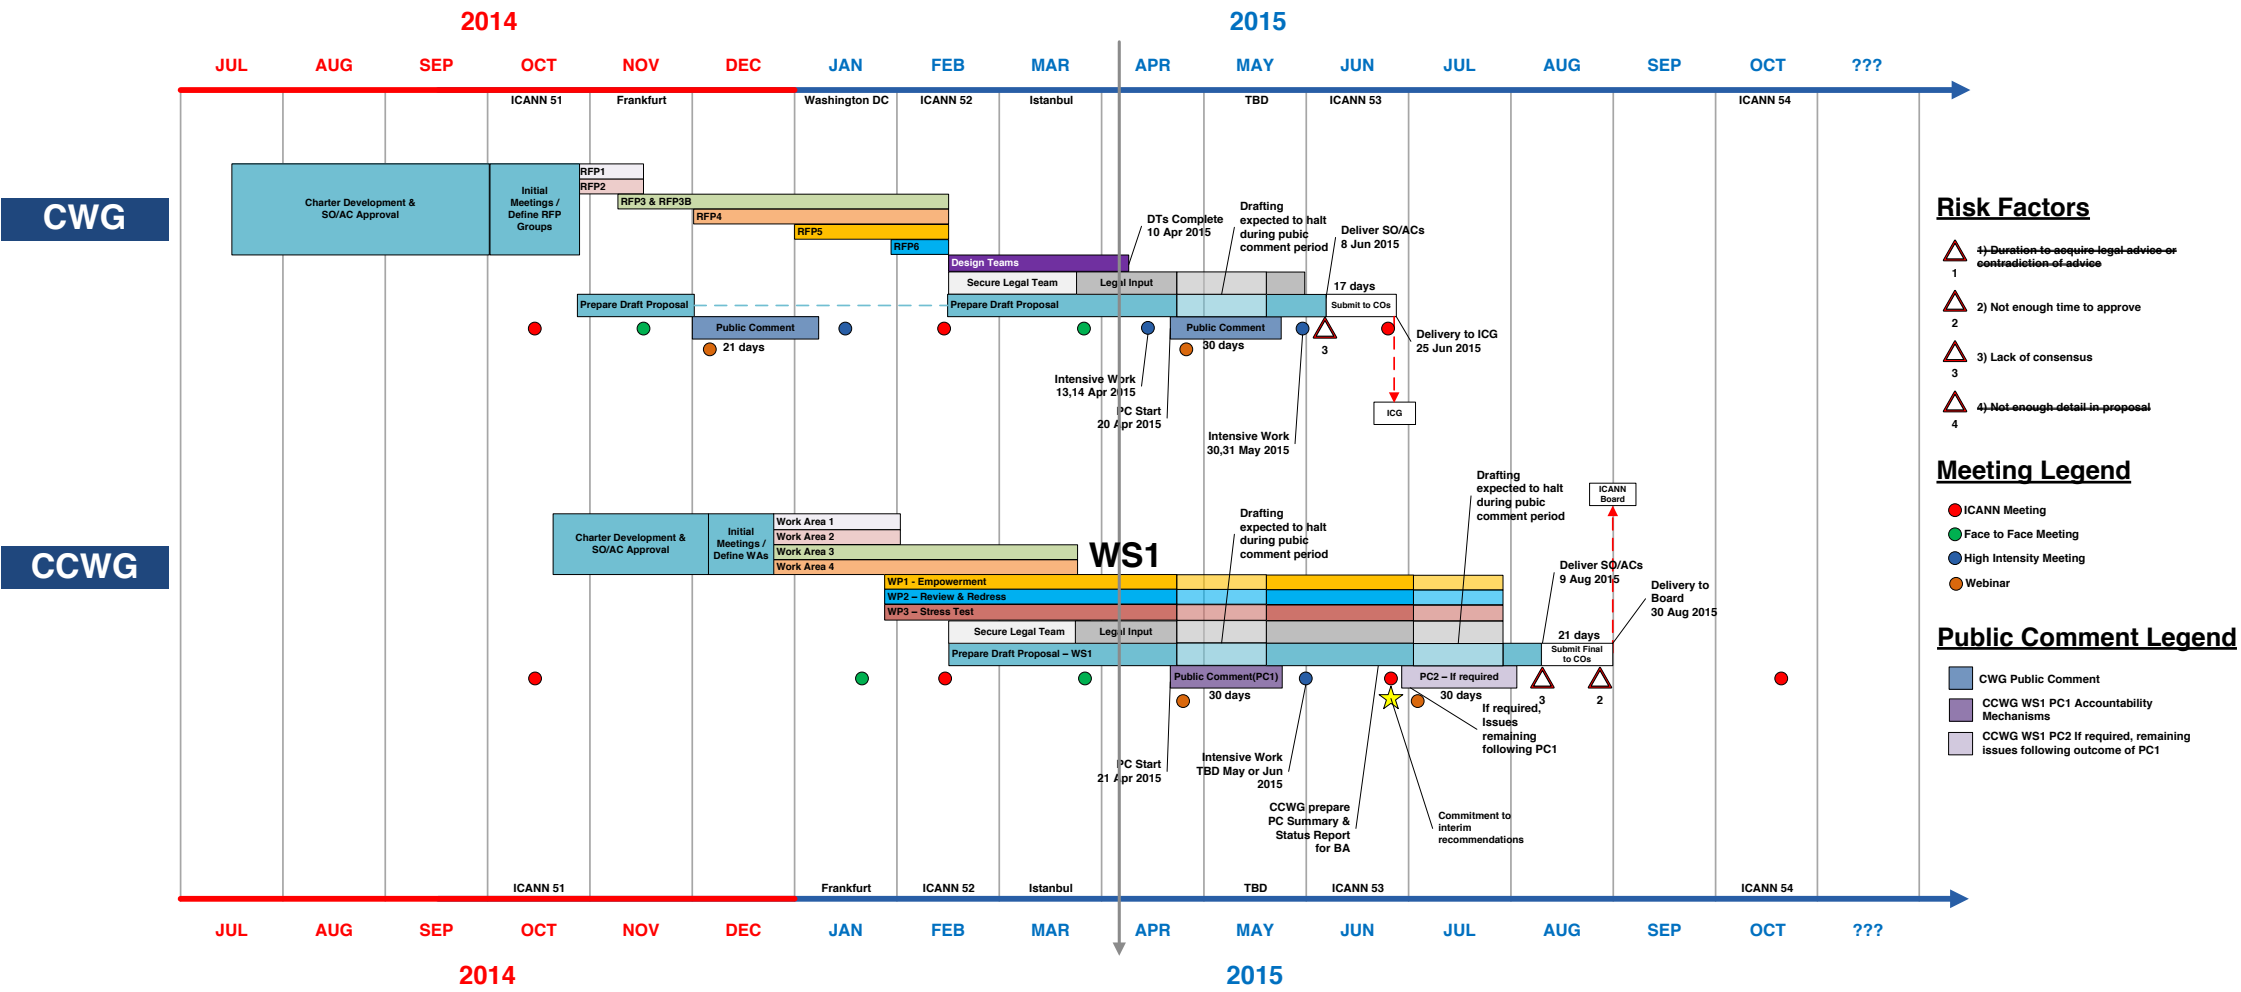 2014
2015
JUL
AUG
SEP
OCT
NOV
DEC
JAN
FEB
MAR
APR
MAY
JUN
JUL
AUG
SEP
OCT
???
ICANN 51
Frankfurt
Washington DC
ICANN 52
Istanbul
TBD
ICANN 53
ICANN 54
CWG
Charter Development &
SO/AC Approval
Initial
Meetings /
Define RFP
Groups
RFP1
RFP2
RFP3 & RFP3B
RFP4
RFP5
RFP6
Design Teams
Secure Legal Team
Legal Input
Prepare Draft Proposal
Prepare Draft Proposal
Public Comment
21 days
DTs Complete
10 Apr 2015
Drafting
expected to halt
during pubic
comment period
Deliver SO/ACs
8 Jun 2015
17 days
Submit to COs
Public Comment
30 days
3
Delivery to ICG
25 Jun 2015
Intensive Work
13,14 Apr 2015
PC Start
20 Apr 2015
ICG
Intensive Work
30,31 May 2015
CCWG
Charter Development &
SO/AC Approval
Initial
Meetings /
Define WAs
Work Area 1
Work Area 2
Work Area 3
Work Area 4
WS1
WP1 - Empowerment
WP2 – Review & Redress
WP3 – Stress Test
Secure Legal Team
Legal Input
Prepare Draft Proposal – WS1
Drafting
expected to halt
during pubic
comment period
Drafting
expected to halt
during pubic
comment period
ICANN
Board
Deliver SO/ACs
9 Aug 2015
Delivery to
Board
30 Aug 2015
21 days
Submit Final
to COs
Public Comment(PC1)
30 days
PC2 – If required
30 days
3
2
If required,
Issues
remaining
following PC1
PC Start
21 Apr 2015
Intensive Work
TBD May or Jun
2015
CCWG prepare
PC Summary &
Status Report
for BA
Commitment to
interim
recommendations
Risk Factors
1) Duration to acquire legal advice or
contradiction of advice
1
2) Not enough time to approve
2
3) Lack of consensus
3
4) Not enough detail in proposal
4
Meeting Legend
ICANN Meeting
Face to Face Meeting
High Intensity Meeting
Webinar
Public Comment Legend
CWG Public Comment
CCWG WS1 PC1 Accountability
Mechanisms
CCWG WS1 PC2 If required, remaining
issues following outcome of PC1
ICANN 51
Frankfurt
ICANN 52
Istanbul
TBD
ICANN 53
ICANN 54
JUL
AUG
SEP
OCT
NOV
DEC
JAN
FEB
MAR
APR
MAY
JUN
JUL
AUG
SEP
OCT
???
2014
2015